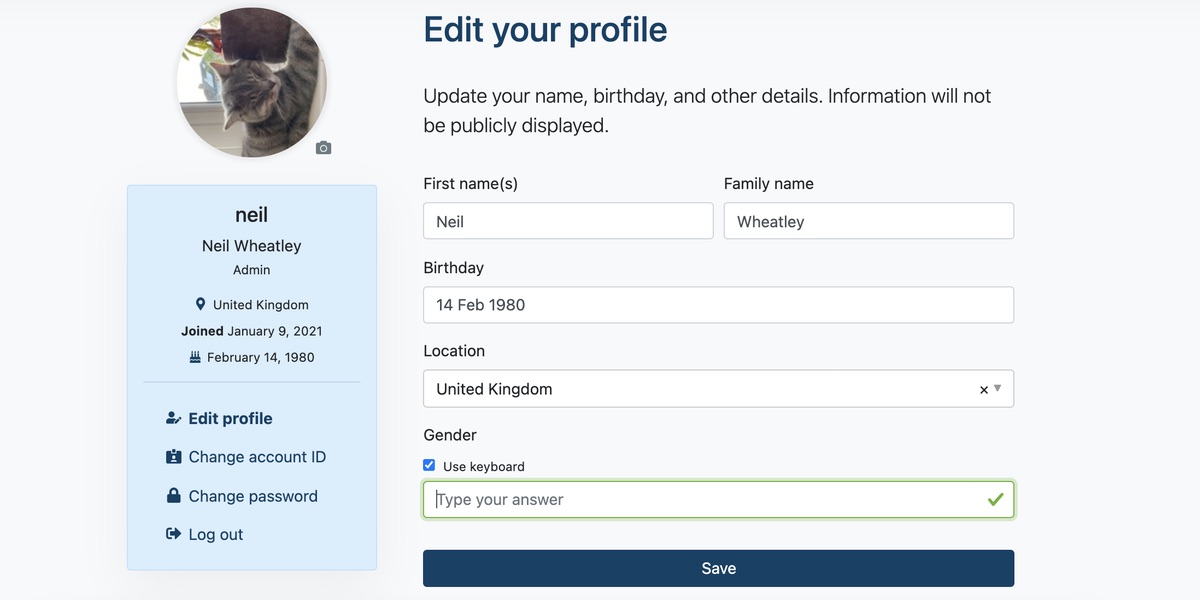 neil
Neil Wheatley
Admin
United Kingdom
Joined January 9, 2021
February 14, 1980
Edit profile
Change account ID
Change password
Log out
Edit your profile
Update your name, birthday, and other details. Information will not
be publicly displayed.
First name(s) Family name
Neil Wheatley
Birthday
14 Feb 1980
Location
United Kingdom
Gender
Use keyboard
Type your answer
Save